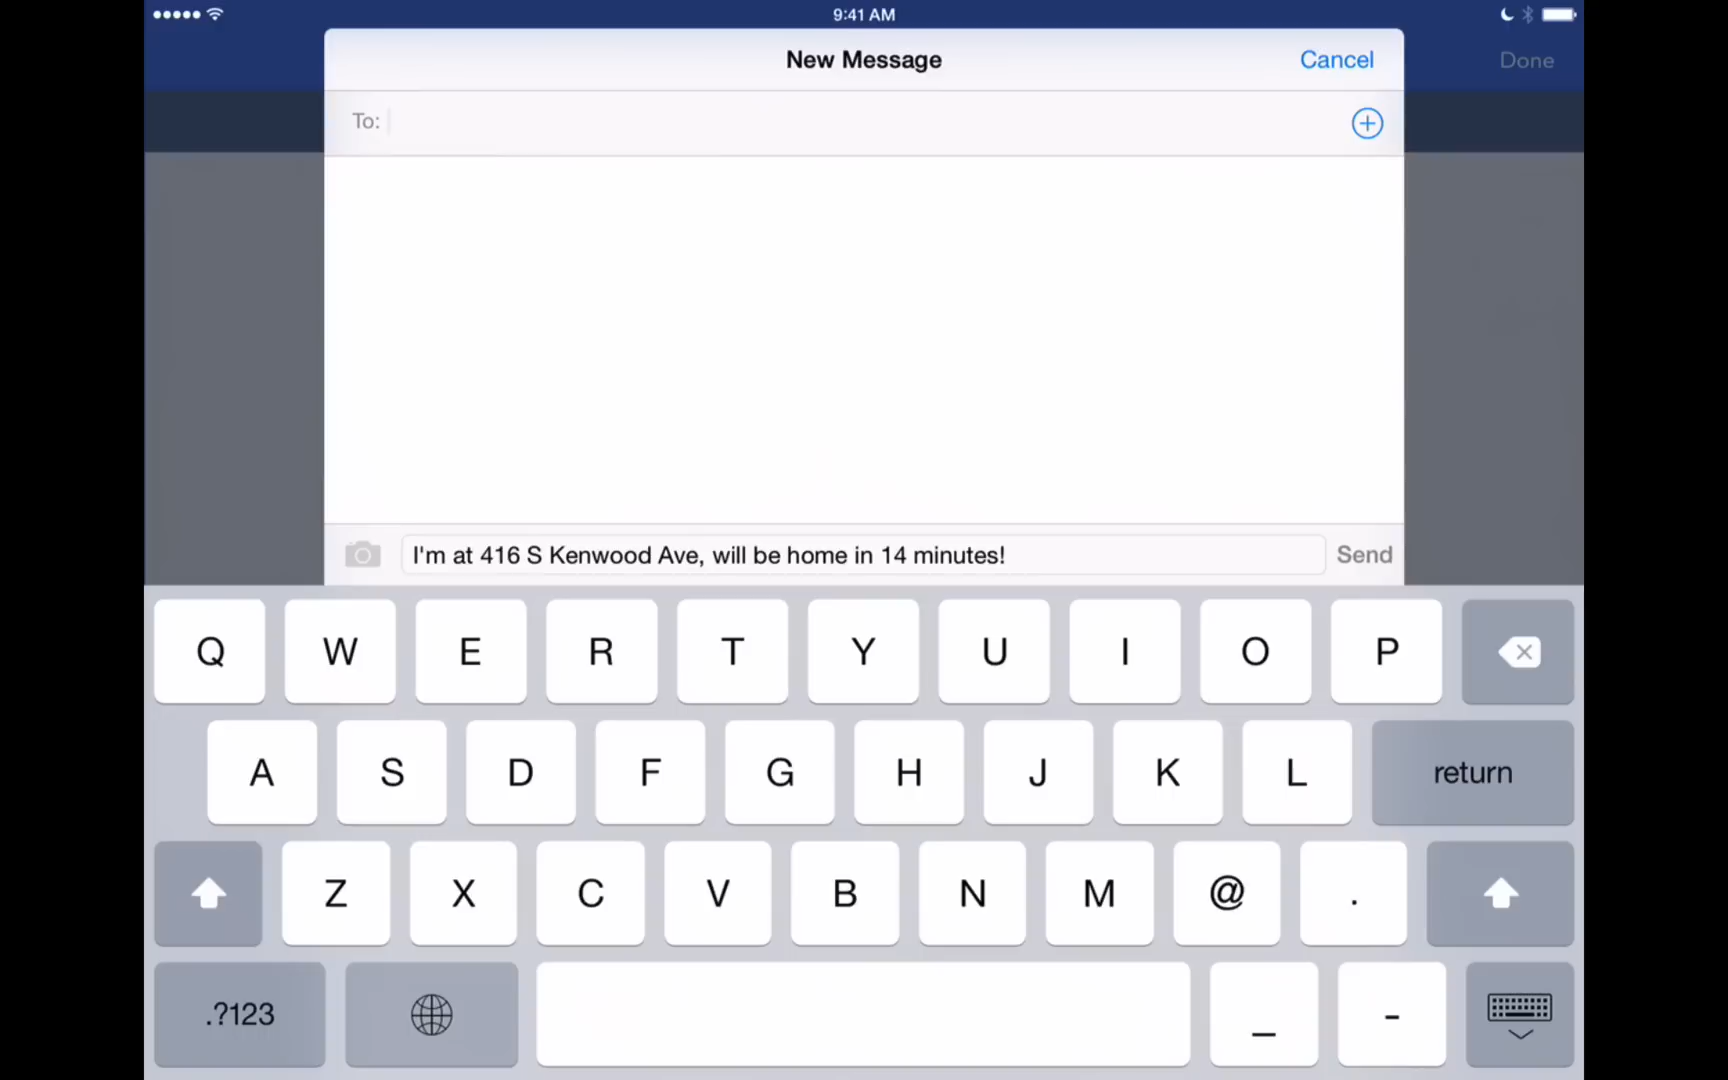 9:41 AM
New Message
Cancel
Done
To:
I'm at 416 S Kenwood Ave, will be home in 14 minutes!
Send
Q W E R T Y U I O P
A S D F G H J K L return
Z X C V B N M @ .
.?123 _ -